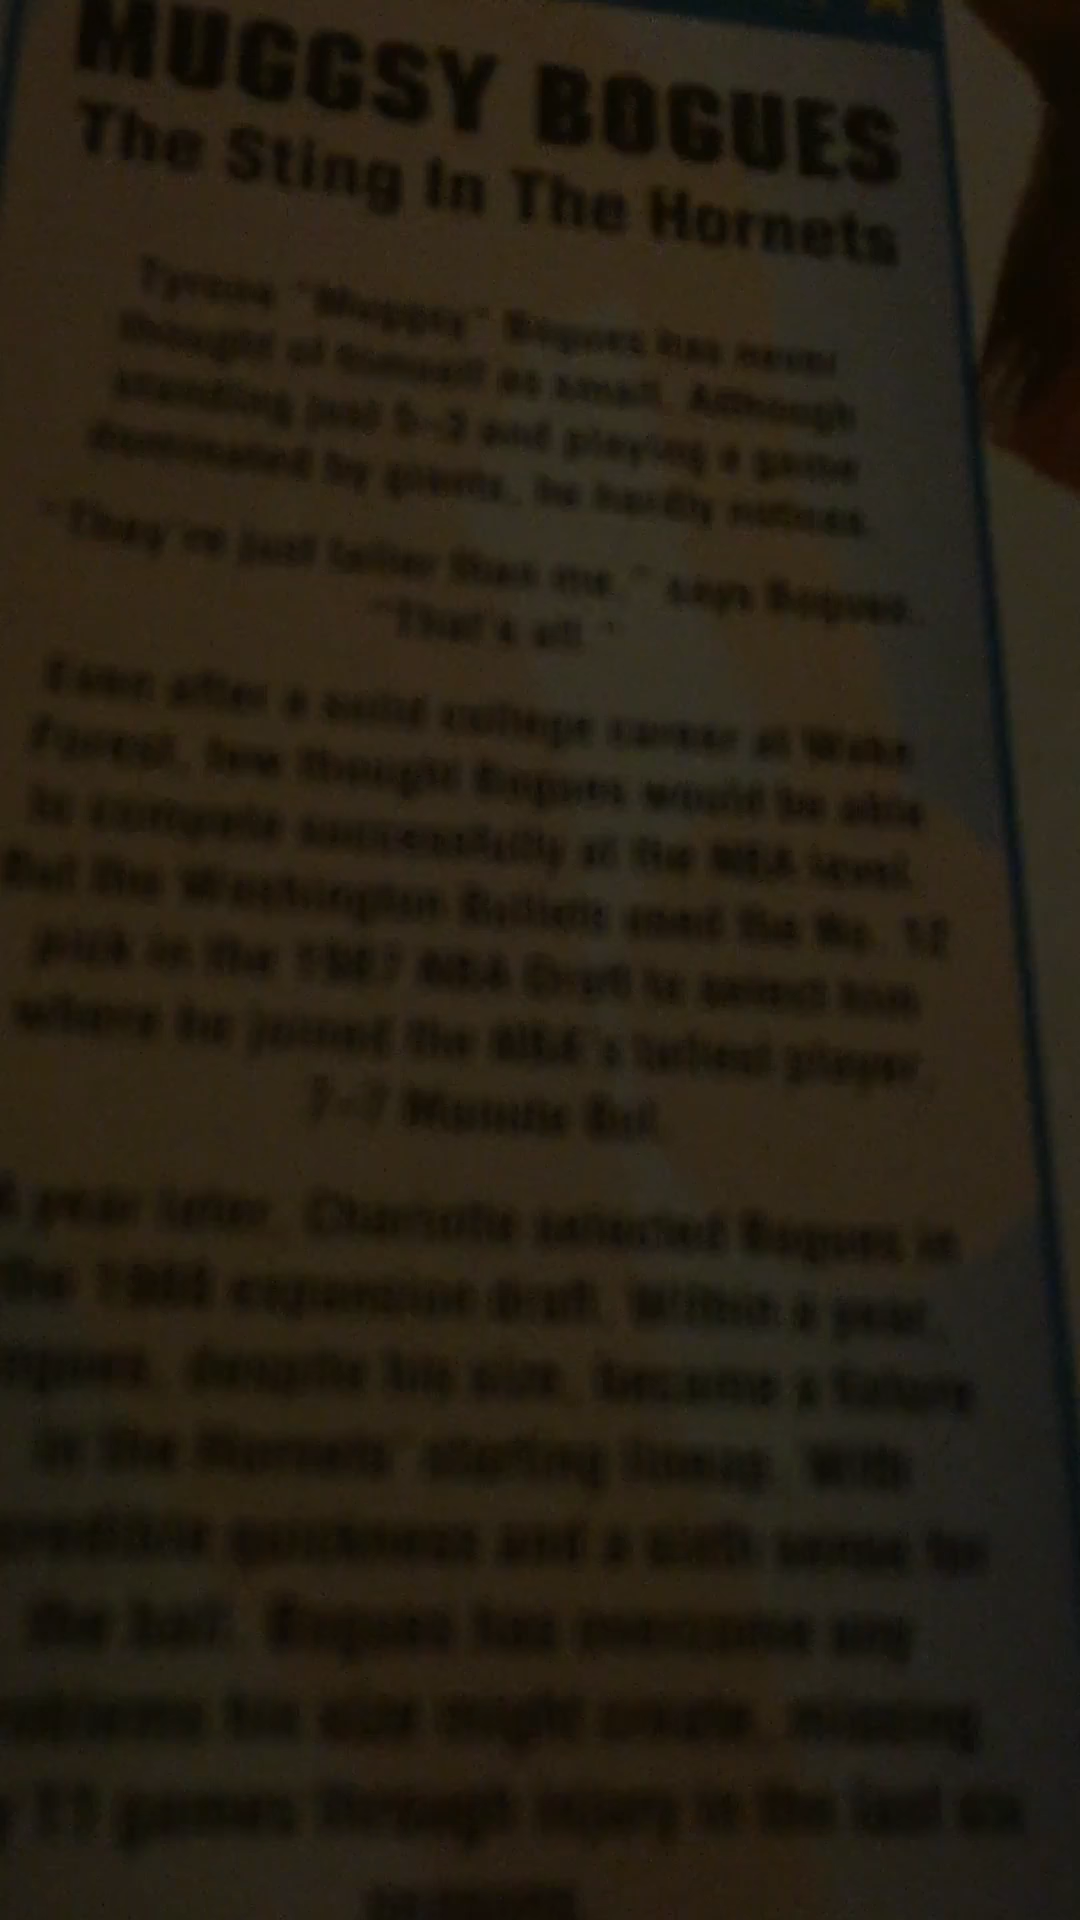 MUGGSY BOGUES
The Sting In The Hornets
Tyrone "Muggsy" Bogues has never
thought of himself as small. Although
standing just 5-3 and playing a game
dominated by giants, he hardly notices.
"They're just taller than me," says Bogues.
"That's all."
Even after a solid college career at Wake
Forest, few thought Bogues would be able
to compete successfully at the NBA level.
But the Washington Bullets used the No. 12
pick in the 1987 NBA Draft to select him
where he joined the NBA's tallest player,
7-7 Manute Bol.
A year later, Charlotte selected Bogues in
the 1988 expansion draft. Within a year,
despite his size, became a fixture
in the Hornets' starting lineup. With
quickness and a sixth sense for
the ball, Bogues has overcome any
his size might create, missing
11 games through injury in the last six